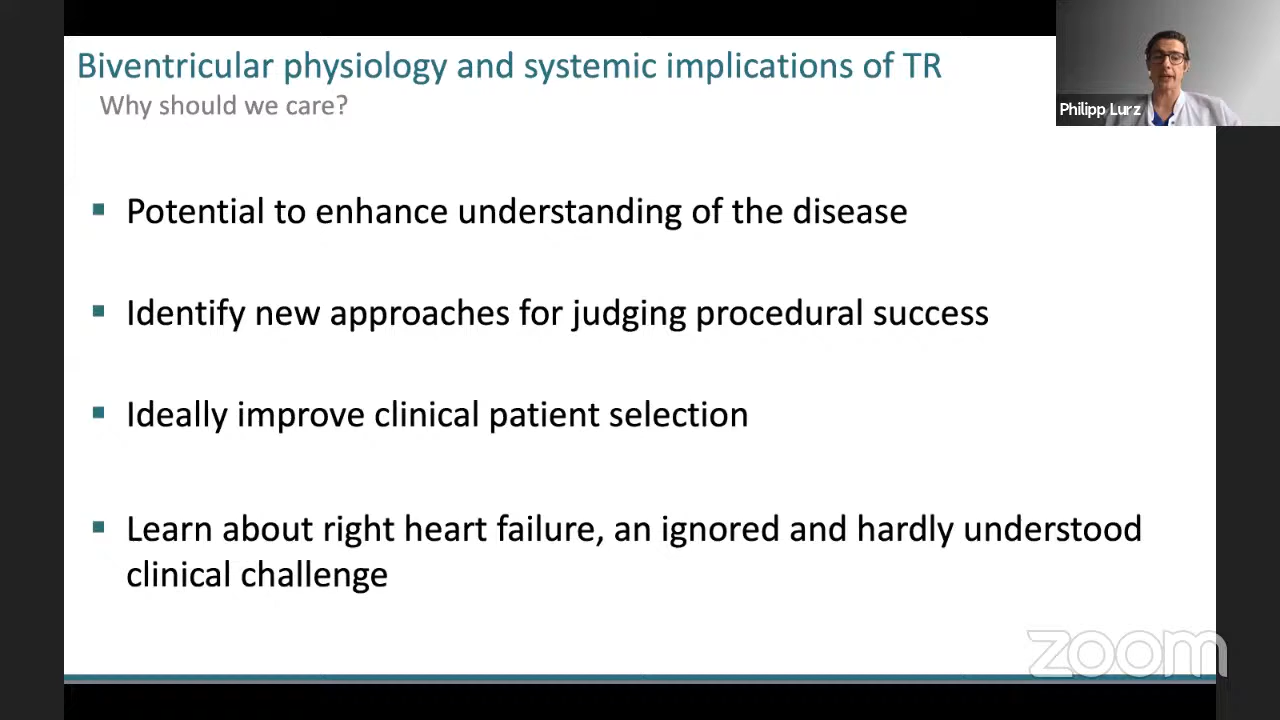 Biventricular physiology and systemic implications of TR
Why should we care?
Philipp Lurz
Potential to enhance understanding of the disease
Identify new approaches for judging procedural success
Ideally improve clinical patient selection
Learn about right heart failure, an ignored and hardly understood
clinical challenge
zoom